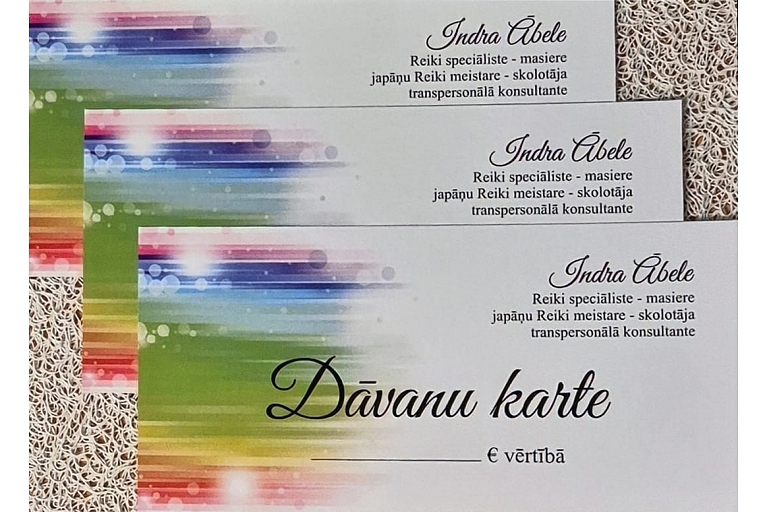 Indra Ābele
Reiki speciāliste - masiere
japāņu Reiki meistare - skolotāja
transpersonālā konsultante
Indra Ābele
Reiki speciāliste - masiere
japāņu Reiki meistare - skolotāja
transpersonālā konsultante
Indra Ābele
Reiki speciāliste - masiere
japāņu Reiki meistare - skolotāja
transpersonālā konsultante
Dāvanu karte
________________ € vērtībā